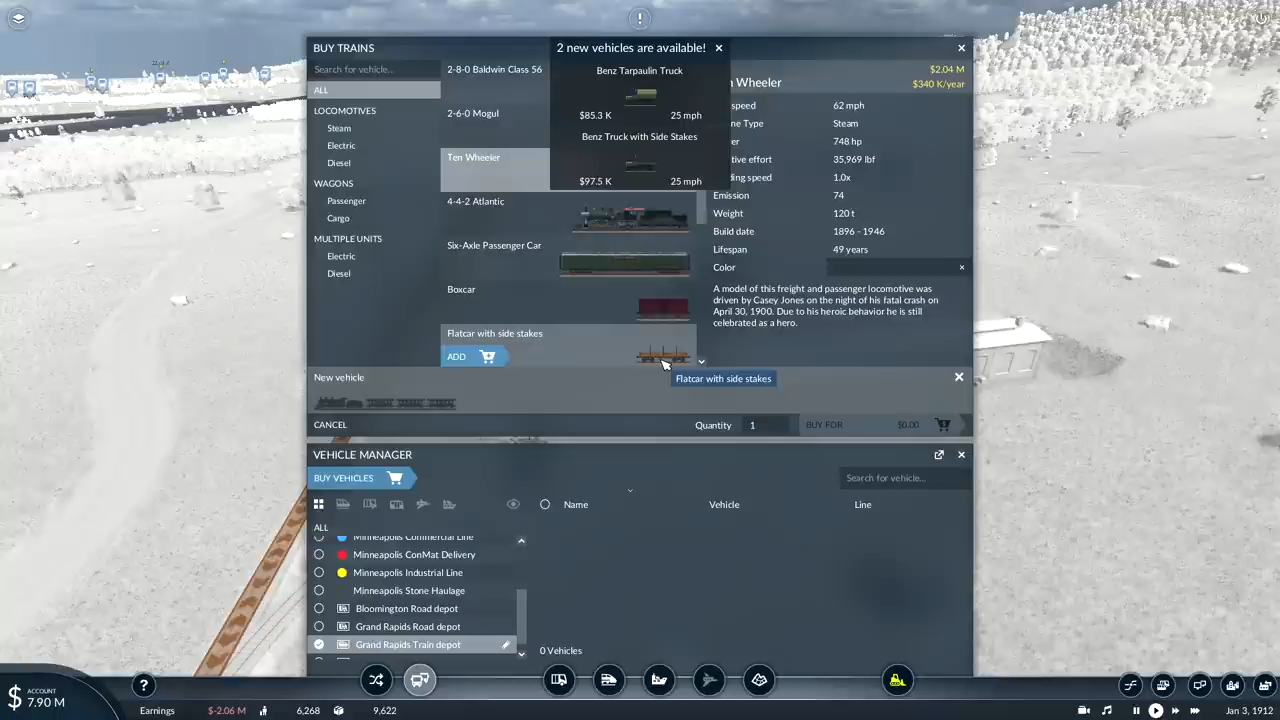 BUY TRAINS
Search for vehicle...
ALL
LOCOMOTIVES
Steam
Electric
Diesel
WAGONS
Passenger
Cargo
MULTIPLE UNITS
Electric
Diesel
2-8-0 Baldwin Class 56
2-6-0 Mogul
Ten Wheeler
4-4-2 Atlantic
Six-Axle Passenger Car
Boxcar
Flatcar with side stakes
ADD
2 new vehicles are available!
Benz Tarpaulin Truck
$85.3 K 25 mph
Benz Truck with Side Stakes
$97.5 K 25 mph
$2.04 M
Wheeler
$340 K/year
speed 62 mph
Type Steam
748 hp
effort 35,969 lbf
speed 1.0x
Emission 74
Weight 120 t
Build date 1896 - 1946
Lifespan 49 years
Color
A model of this freight and passenger locomotive was
driven by Casey Jones on the night of his fatal crash on
April 30, 1900. Due to his heroic behavior he is still
celebrated as a hero.
Flatcar with side stakes
New vehicle
CANCEL
Quantity 1 BUY FOR $0.00
VEHICLE MANAGER
BUY VEHICLES
Search for vehicle...
Name Vehicle Line
ALL
Minneapolis Commercial Line
Minneapolis ConMat Delivery
Minneapolis Industrial Line
Minneapolis Stone Haulage
Bloomington Road depot
Grand Rapids Road depot
Grand Rapids Train depot
0 Vehicles
$ ACCOUNT
7.90 M
?
Earnings $-2.06 M 6,268 9,622
Jan 3, 1912